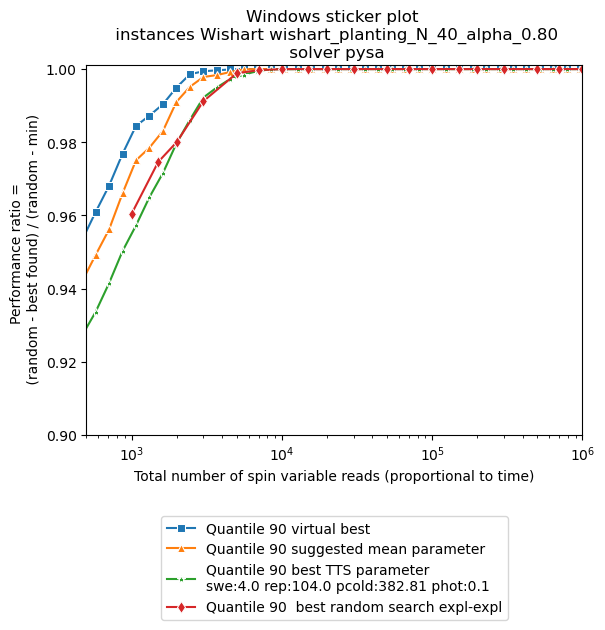 Windows sticker plot
instances Wishart wishart_planting_N_40_alpha_0.80
solver pysa
Performance ratio =
(random - best found) / (random - min)
1.00
0.98
0.96
0.94
0.92
0.90
10³
10⁴
10⁵
10⁶
Total number of spin variable reads (proportional to time)
Quantile 90 virtual best
Quantile 90 suggested mean parameter
Quantile 90 best TTS parameter
swe:4.0 rep:104.0 pcold:382.81 phot:0.1
Quantile 90  best random search expl-expl